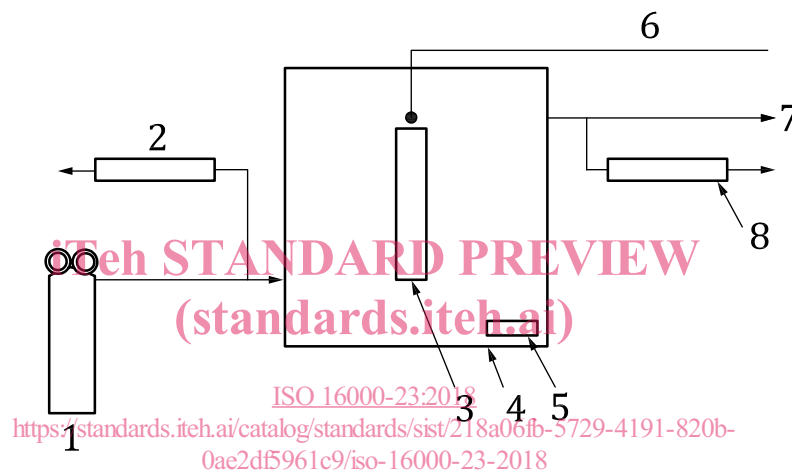 6
7
2
8
iTeh STANDARD PREVIEW
(standards.iteh.ai)
ISO 16000-23:2018
3 4 5
1
https://standards.iteh.ai/catalog/standards/sist/218a06fb-5729-4191-820b-
0ae2df5961c9/iso-16000-23-2018